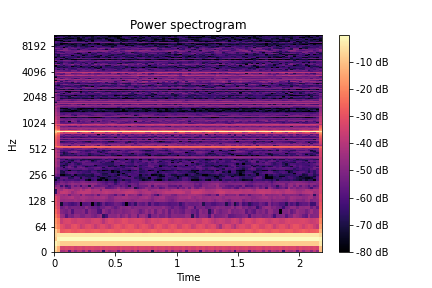 Power spectrogram
8192
4096
2048
1024
512
256
128
64
0
Hz
0
0.5
1
1.5
2
Time
-10 dB
-20 dB
-30 dB
-40 dB
-50 dB
-60 dB
-70 dB
-80 dB